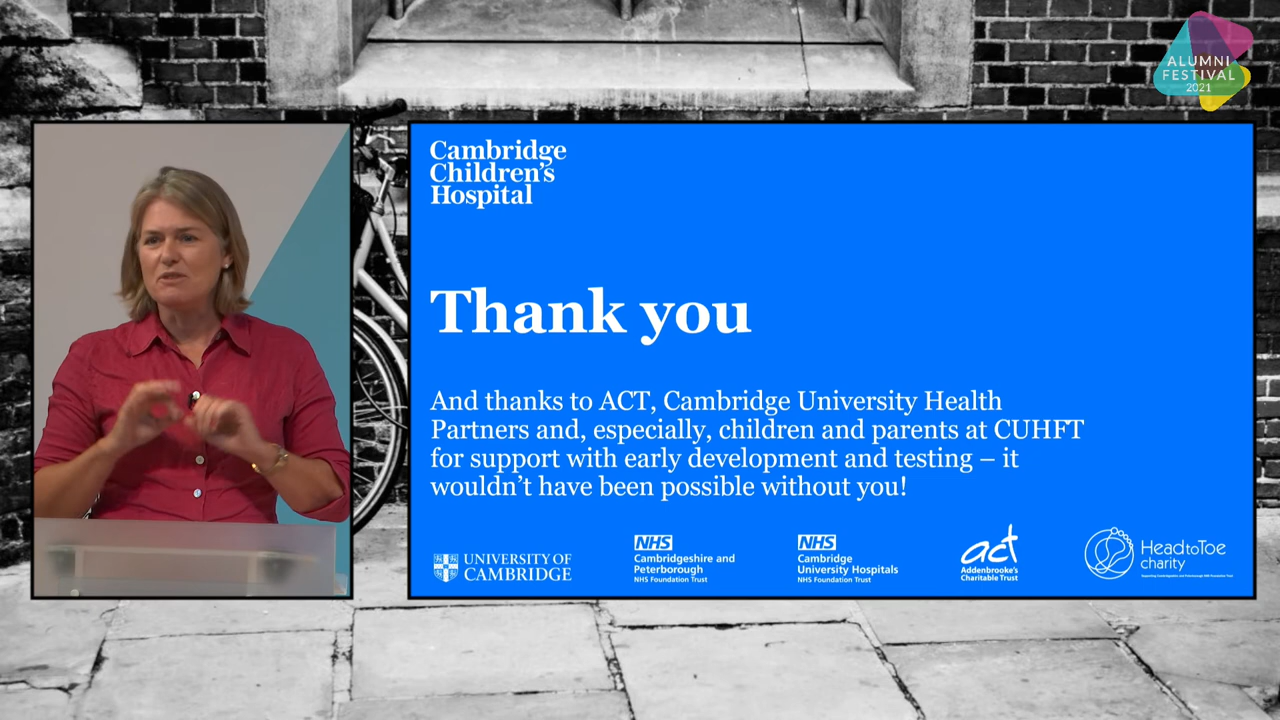 ALUMNI
FESTIVAL
2021
Cambridge
Children's
Hospital
Thank you
And thanks to ACT, Cambridge University Health
Partners and, especially, children and parents at CUHFT
for support with early development and testing – it
wouldn't have been possible without you!
UNIVERSITY OF
CAMBRIDGE
NHS
Cambridgeshire and
Peterborough
NHS Foundation Trust
NHS
Cambridge
University Hospitals
NHS Foundation Trust
act
Addenbrooke's
Charitable Trust
HeadtoToe
charity